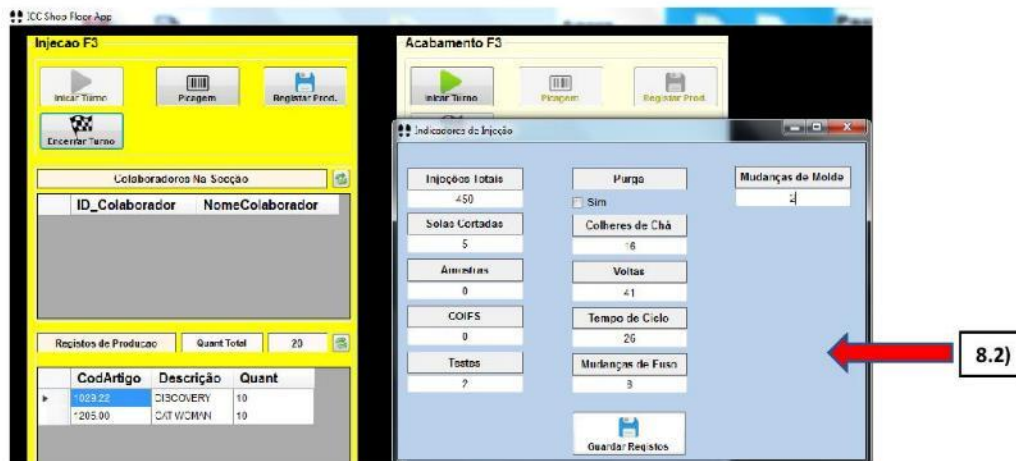 ICC Shop Floor App
Injecao F3
Iniciar Turno
Picagem
Registar Prod.
Encerrar Turno
Colaboradores Na Secção
ID_Colaborador NomeColaborador
Registos de Producao Quant Total 20
CodArtigo Descrição Quant
1029.22 DISCOVERY 10
1205.00 CAT WOMAN 10
Acabamento F3
Iniciar Turno
Picagem
Registar Prod.
Indicadores de Injeção
Injeções Totais
450
Solas Cortadas
5
Amostras
0
COIFS
0
Testes
2
Purga
Sim
Colheres de Chá
16
Voltas
41
Tempo de Ciclo
26
Mudanças de Fuso
Mudanças de Molde
2
Guardar Registos
8.2)